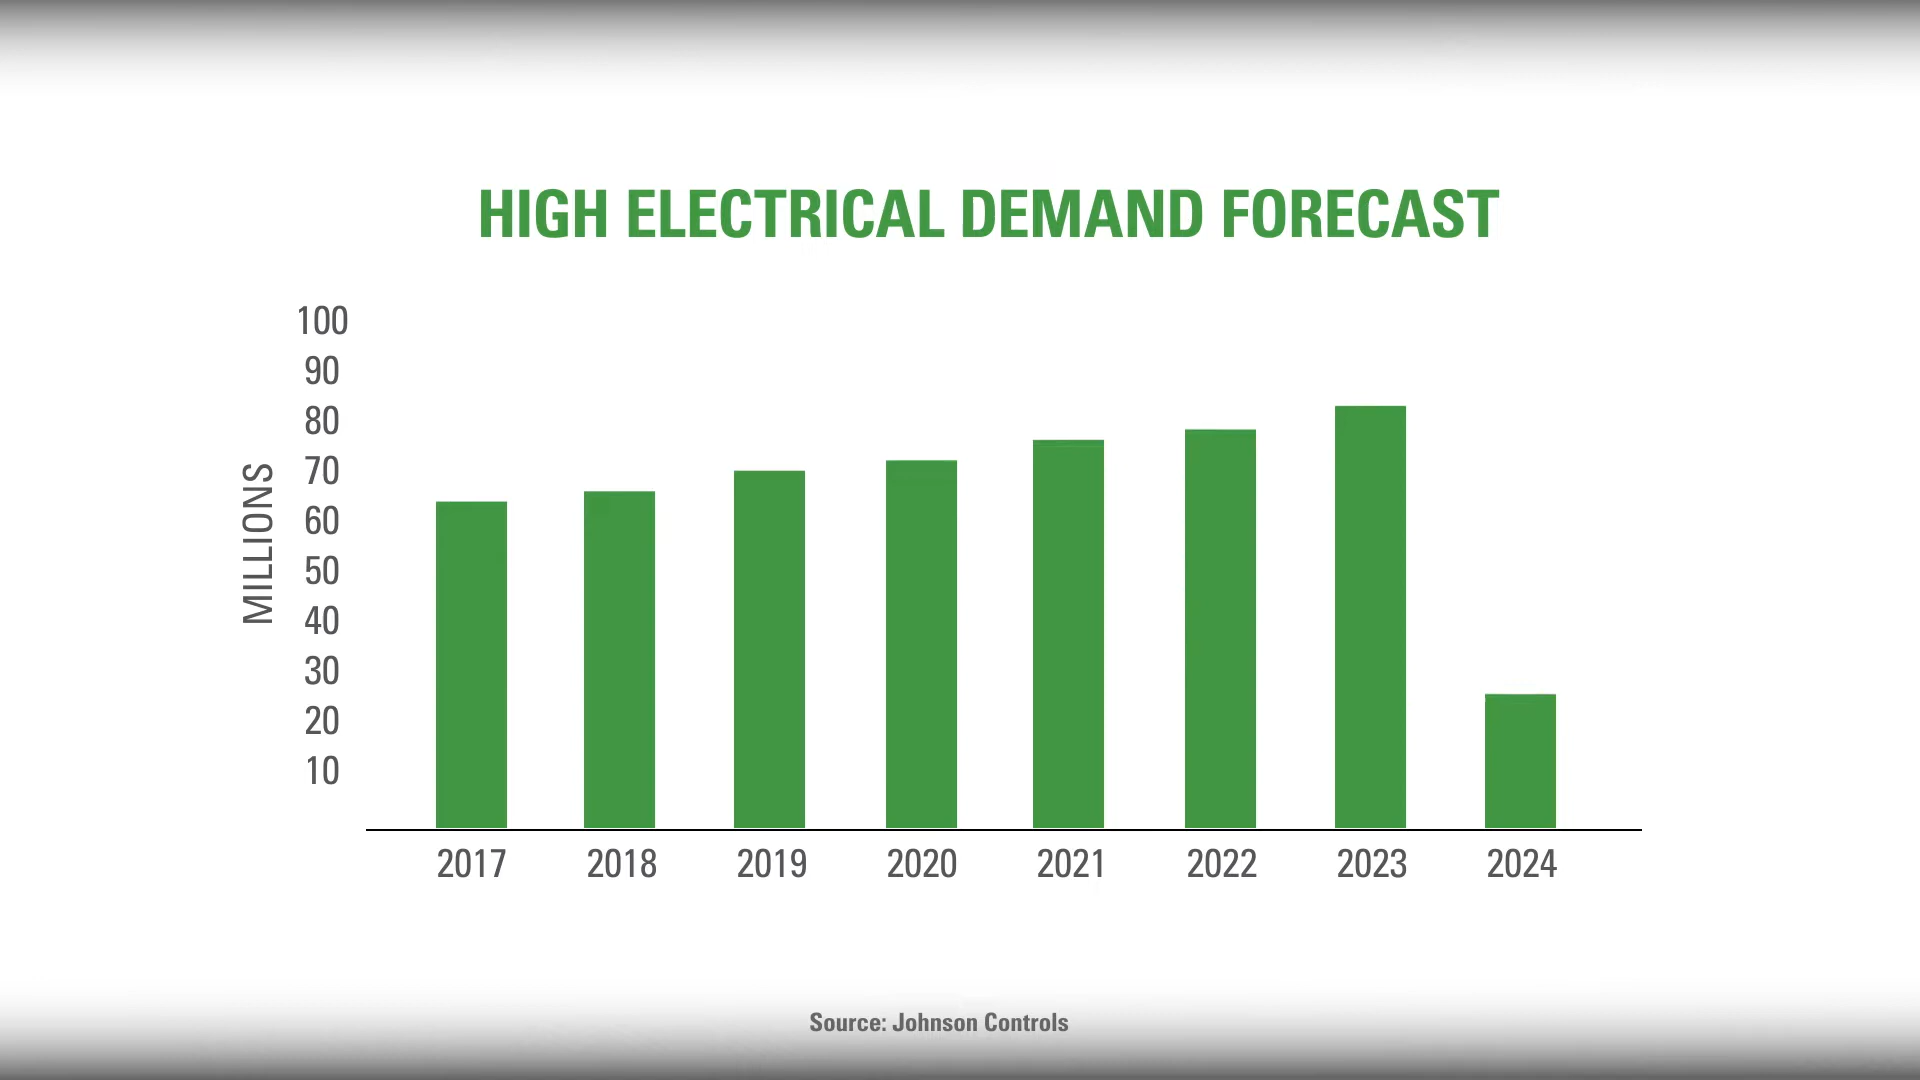 HIGH ELECTRICAL DEMAND FORECAST
MILLIONS
100
90
80
70
60
50
40
30
20
10
2017 2018 2019 2020 2021 2022 2023 2024
Source: Johnson Controls